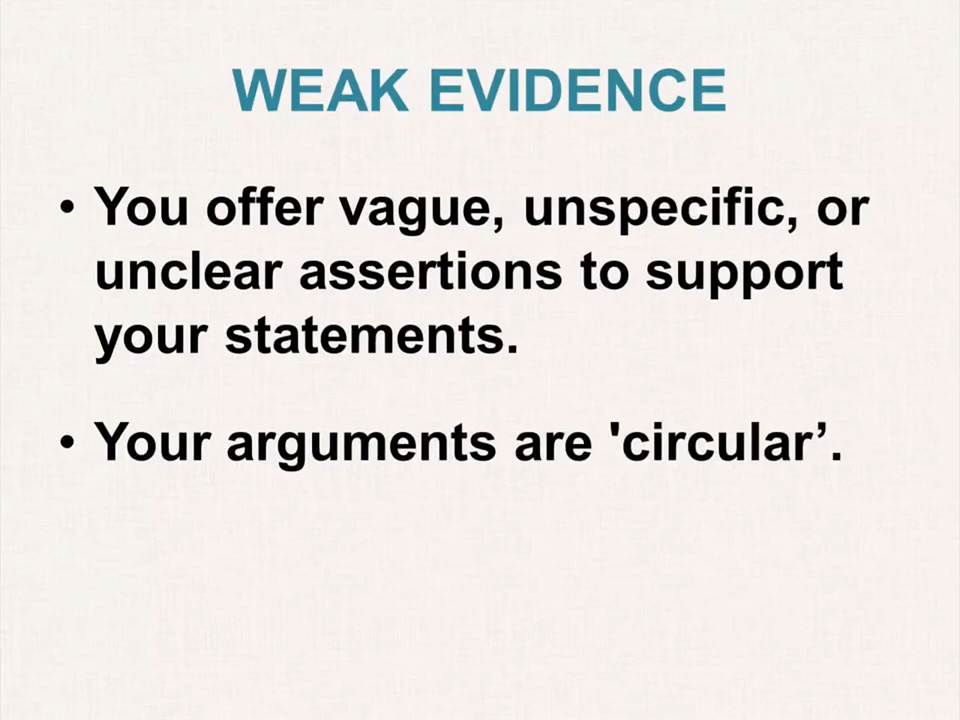 WEAK EVIDENCE
• You offer vague, unspecific, or
unclear assertions to support
your statements.
• Your arguments are 'circular’.